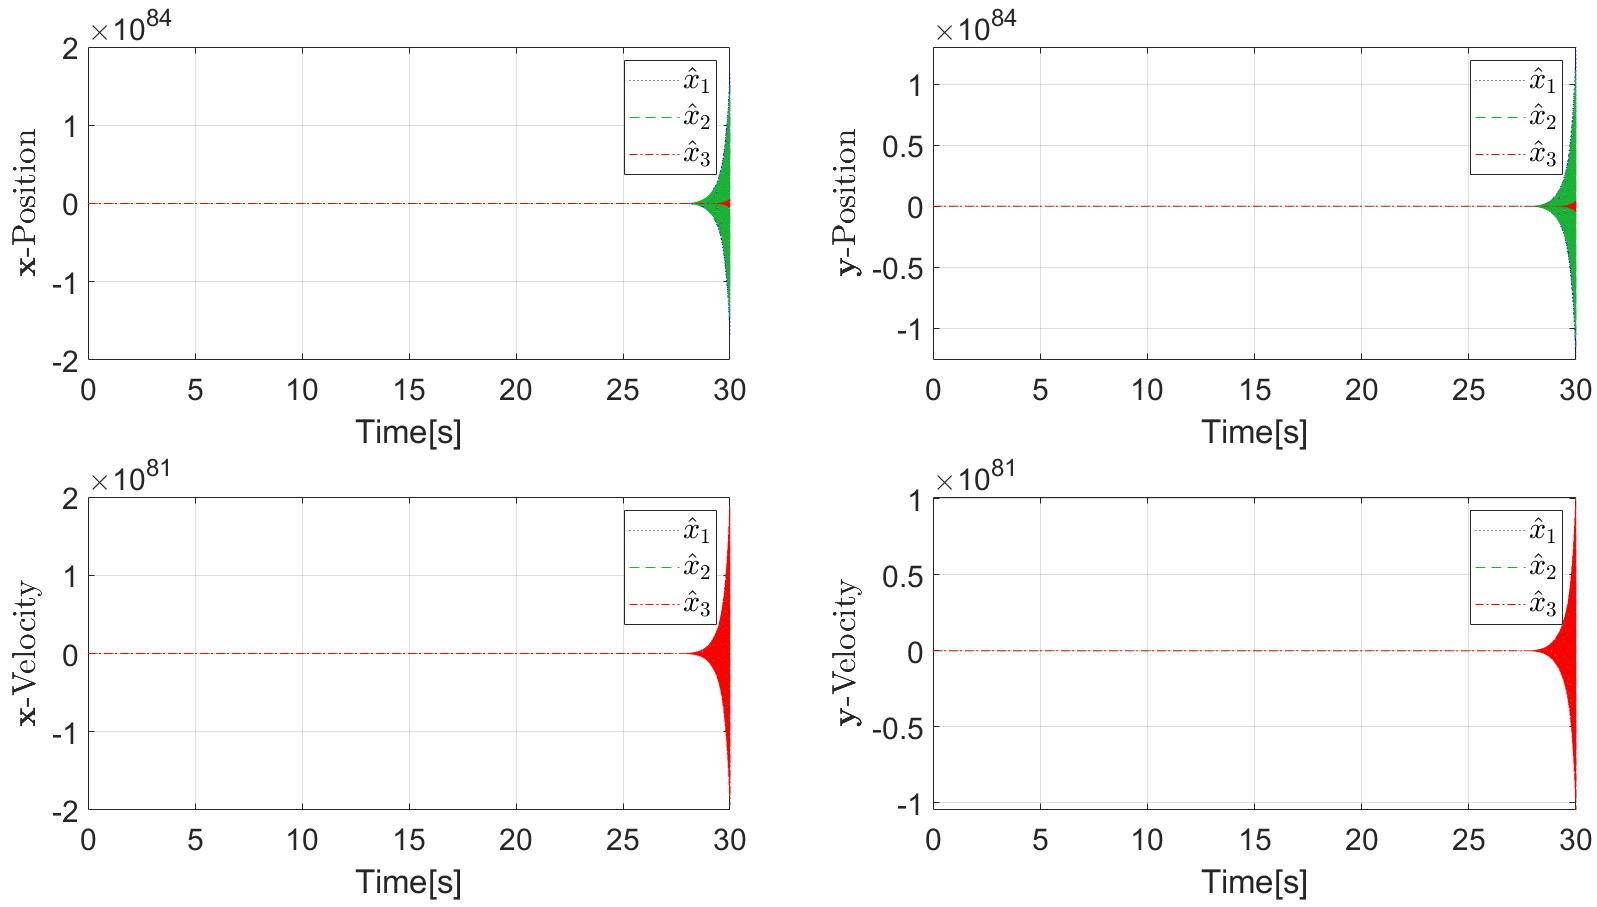 ×10^84
2
1
0
-1
-2
x-Position
x̂₁
x̂₂
x̂₃
0 5 10 15 20 25 30
Time[s]
×10^84
1
0.5
0
-0.5
-1
y-Position
x̂₁
x̂₂
x̂₃
0 5 10 15 20 25 30
Time[s]
×10^81
2
1
0
-1
-2
x-Velocity
x̂₁
x̂₂
x̂₃
0 5 10 15 20 25 30
Time[s]
×10^81
1
0.5
0
-0.5
-1
y-Velocity
x̂₁
x̂₂
x̂₃
0 5 10 15 20 25 30
Time[s]